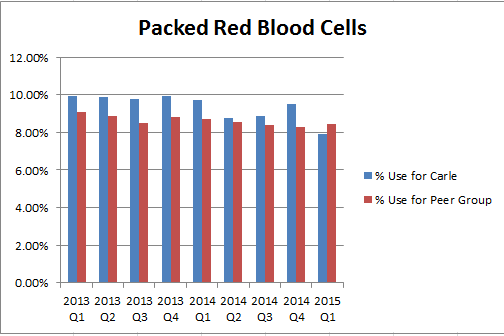 Packed Red Blood Cells
12.00%
10.00%
8.00%
6.00%
4.00%
2.00%
0.00%
2013 2013 2013 2013 2014 2014 2014 2014 2015
Q1 Q2 Q3 Q4 Q1 Q2 Q3 Q4 Q1
% Use for Carle
% Use for Peer Group